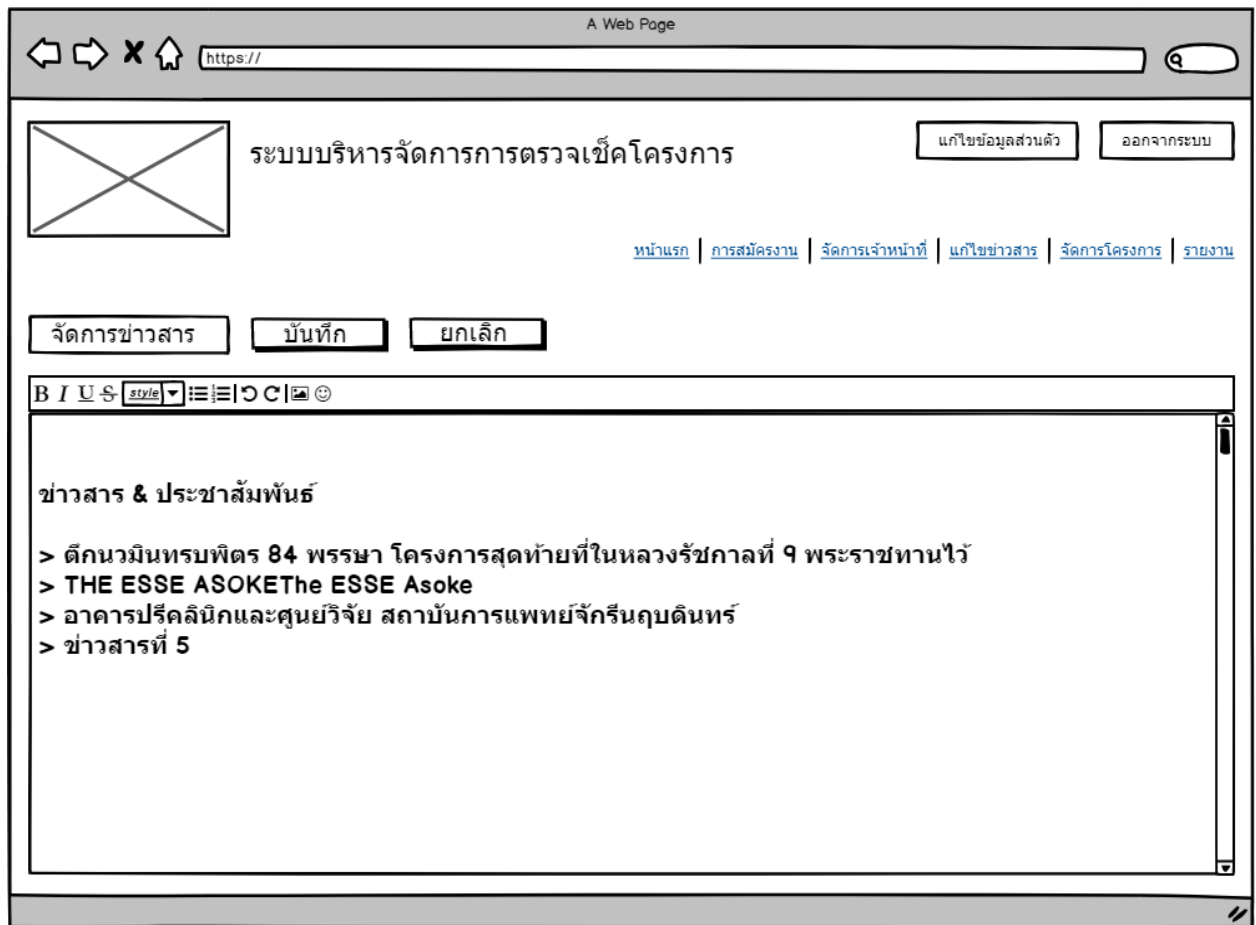 A Web Page
https://
ระบบบริหารจัดการการตรวจเช็คโครงการ
แก้ไขข้อมูลส่วนตัว
ออกจากระบบ
หน้าแรก | การสมัครงาน | จัดการเจ้าหน้าที่ | แก้ไขข่าวสาร | จัดการโครงการ | รายงาน
จัดการข่าวสาร
บันทึก
ยกเลิก
B I U S style
ข่าวสาร & ประชาสัมพันธ์
> ตึกนวมินทรบพิตร 84 พรรษา โครงการสุดท้ายที่ในหลวงรัชกาลที่ 9 พระราชทานไว้
> THE ESSE ASOKEThe ESSE Asoke
> อาคารปรีคลินิกและศูนย์วิจัย สถาบันการแพทย์จักรีนฤบดินทร์
> ข่าวสารที่ 5